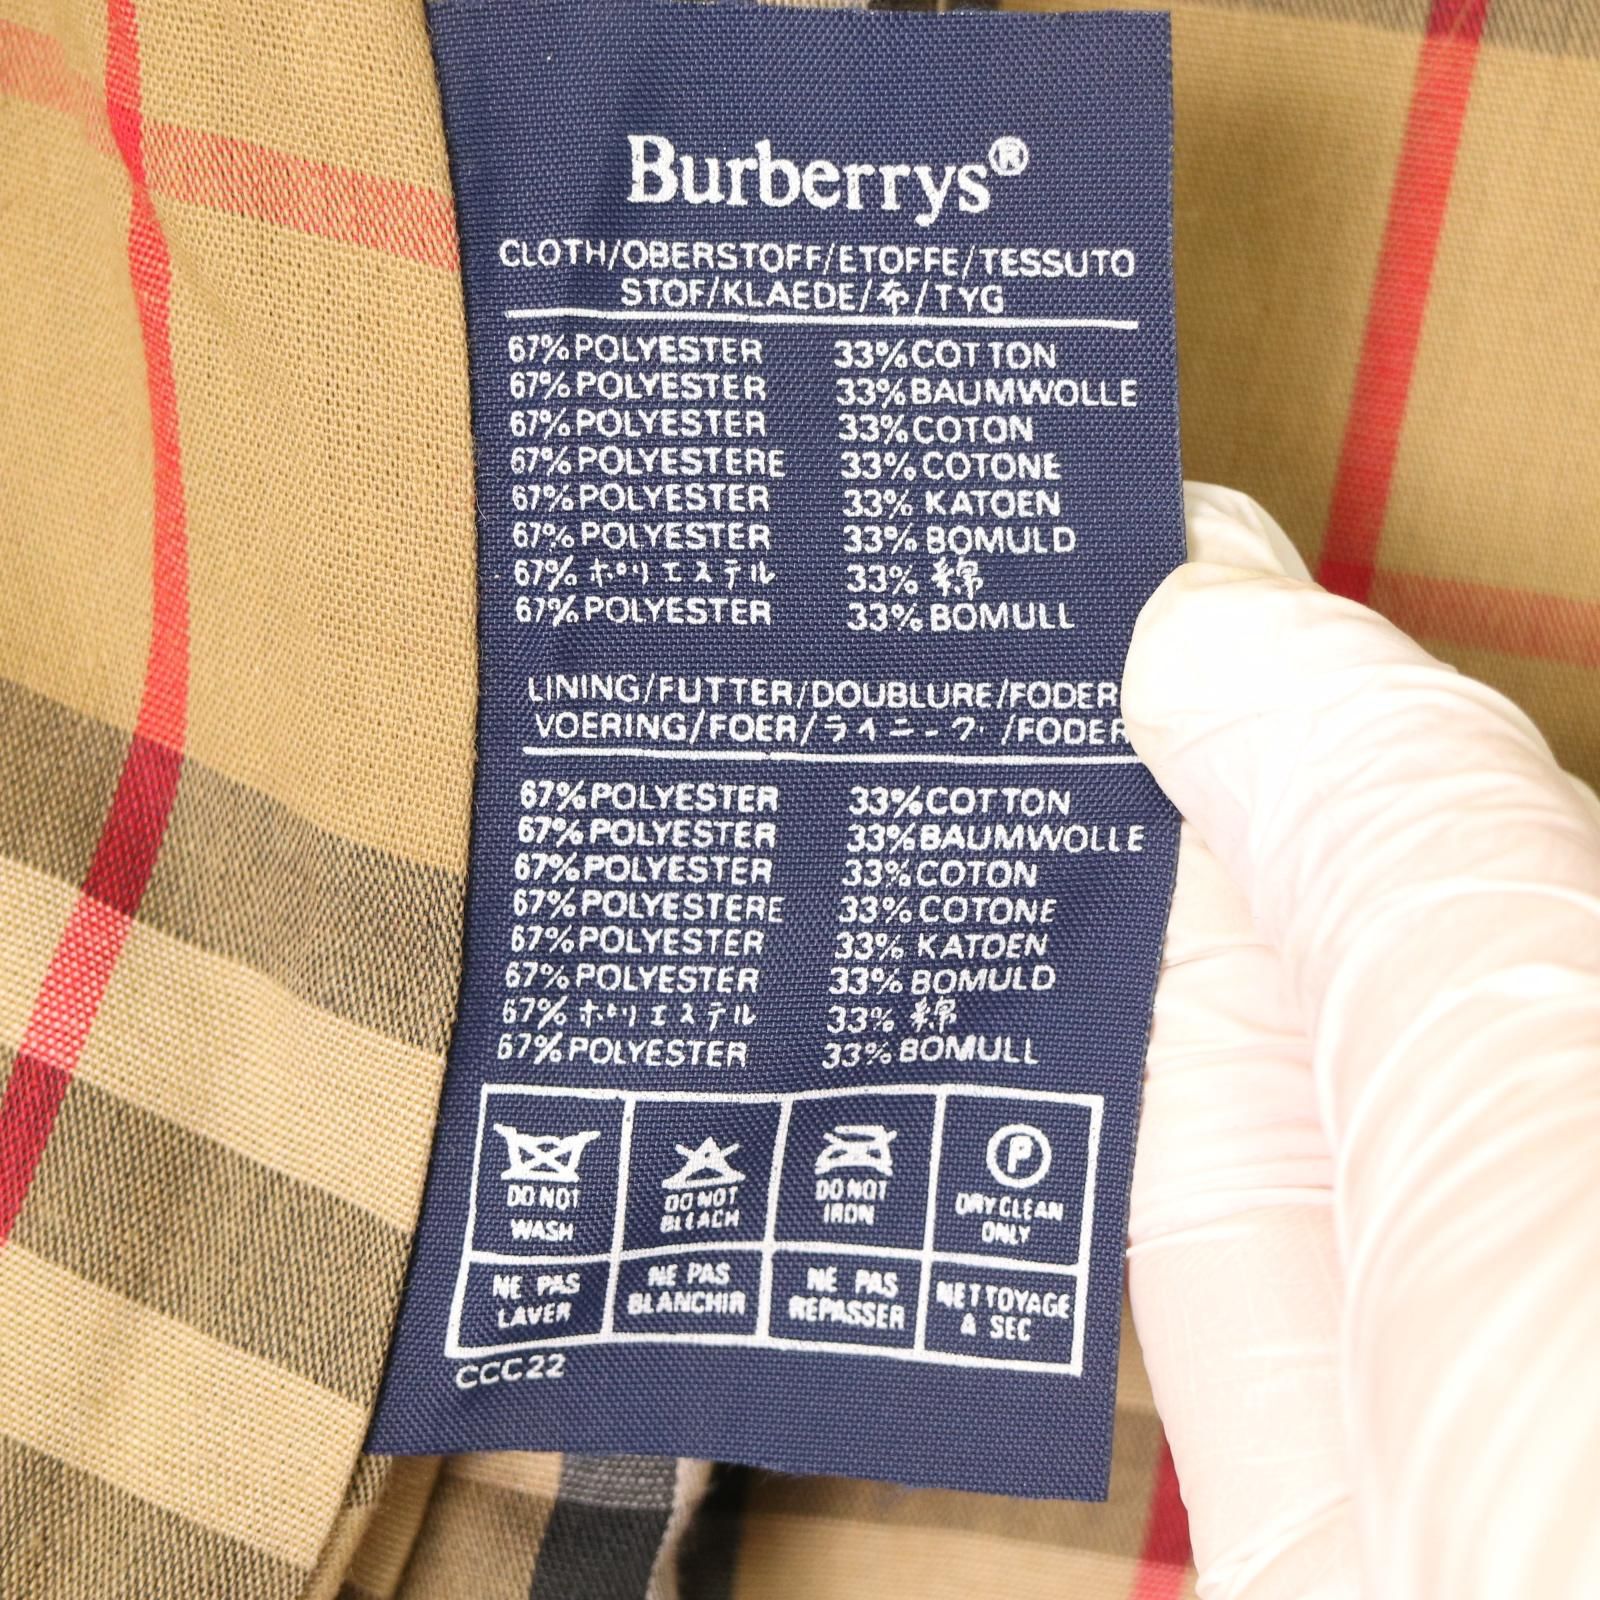 Burberrys®
CLOTH/OBERSTOFF/ETOFFE/TESSUTO
STOF/KLAEDE/布/TYG
67% POLYESTER 33% COTTON
67% POLYESTER 33% BAUMWOLLE
67% POLYESTER 33% COTON
67% POLYESTERE 33% COTONE
67% POLYESTER 33% KATOEN
67% POLYESTER 33% BOMULD
67% ポリエステル 33% 綿
67% POLYESTER 33% BOMULL
LINING/FUTTER/DOUBLURE/FODER
VOERING/FOER/ライニング/FODER
67% POLYESTER 33% COTTON
67% POLYESTER 33% BAUMWOLLE
67% POLYESTER 33% COTON
67% POLYESTERE 33% COTONE
67% POLYESTER 33% KATOEN
67% POLYESTER 33% BOMULD
67% ポリエステル 33% 綿
67% POLYESTER 33% BOMULL
P
DO NOT WASH
DO NOT BLEACH
DO NOT IRON
DRY CLEAN ONLY
NE PAS LAVER
NE PAS BLANCHIR
NE PAS REPASSER
NETTOYAGE A SEC
CCC22